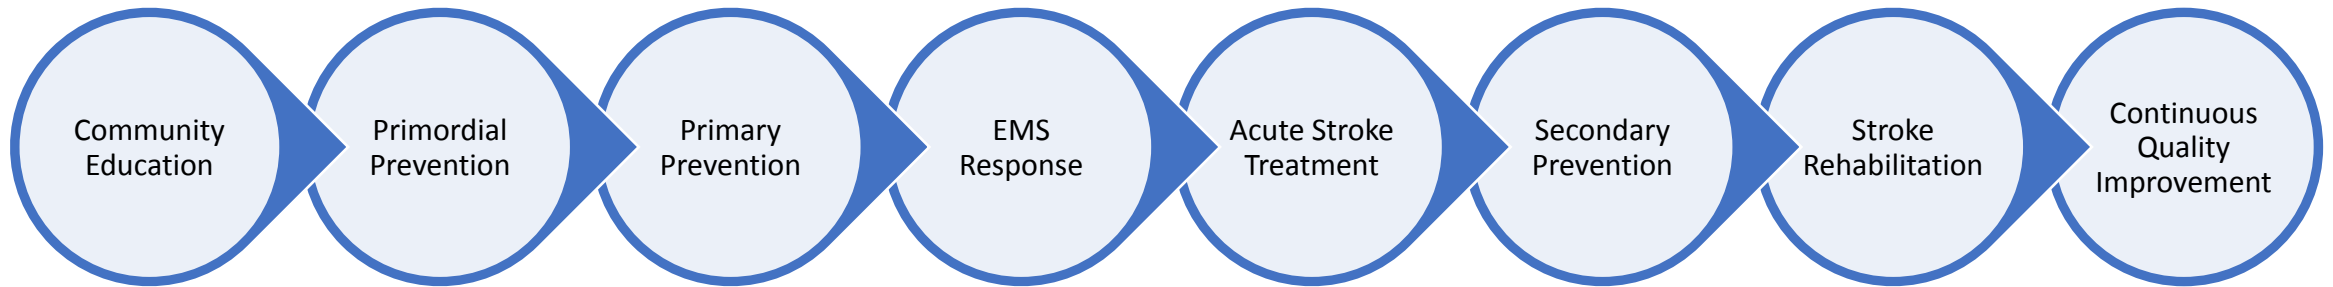 Community
Education
Primordial
Prevention
Primary
Prevention
EMS
Response
Acute Stroke
Treatment
Secondary
Prevention
Stroke
Rehabilitation
Continuous
Quality
Improvement